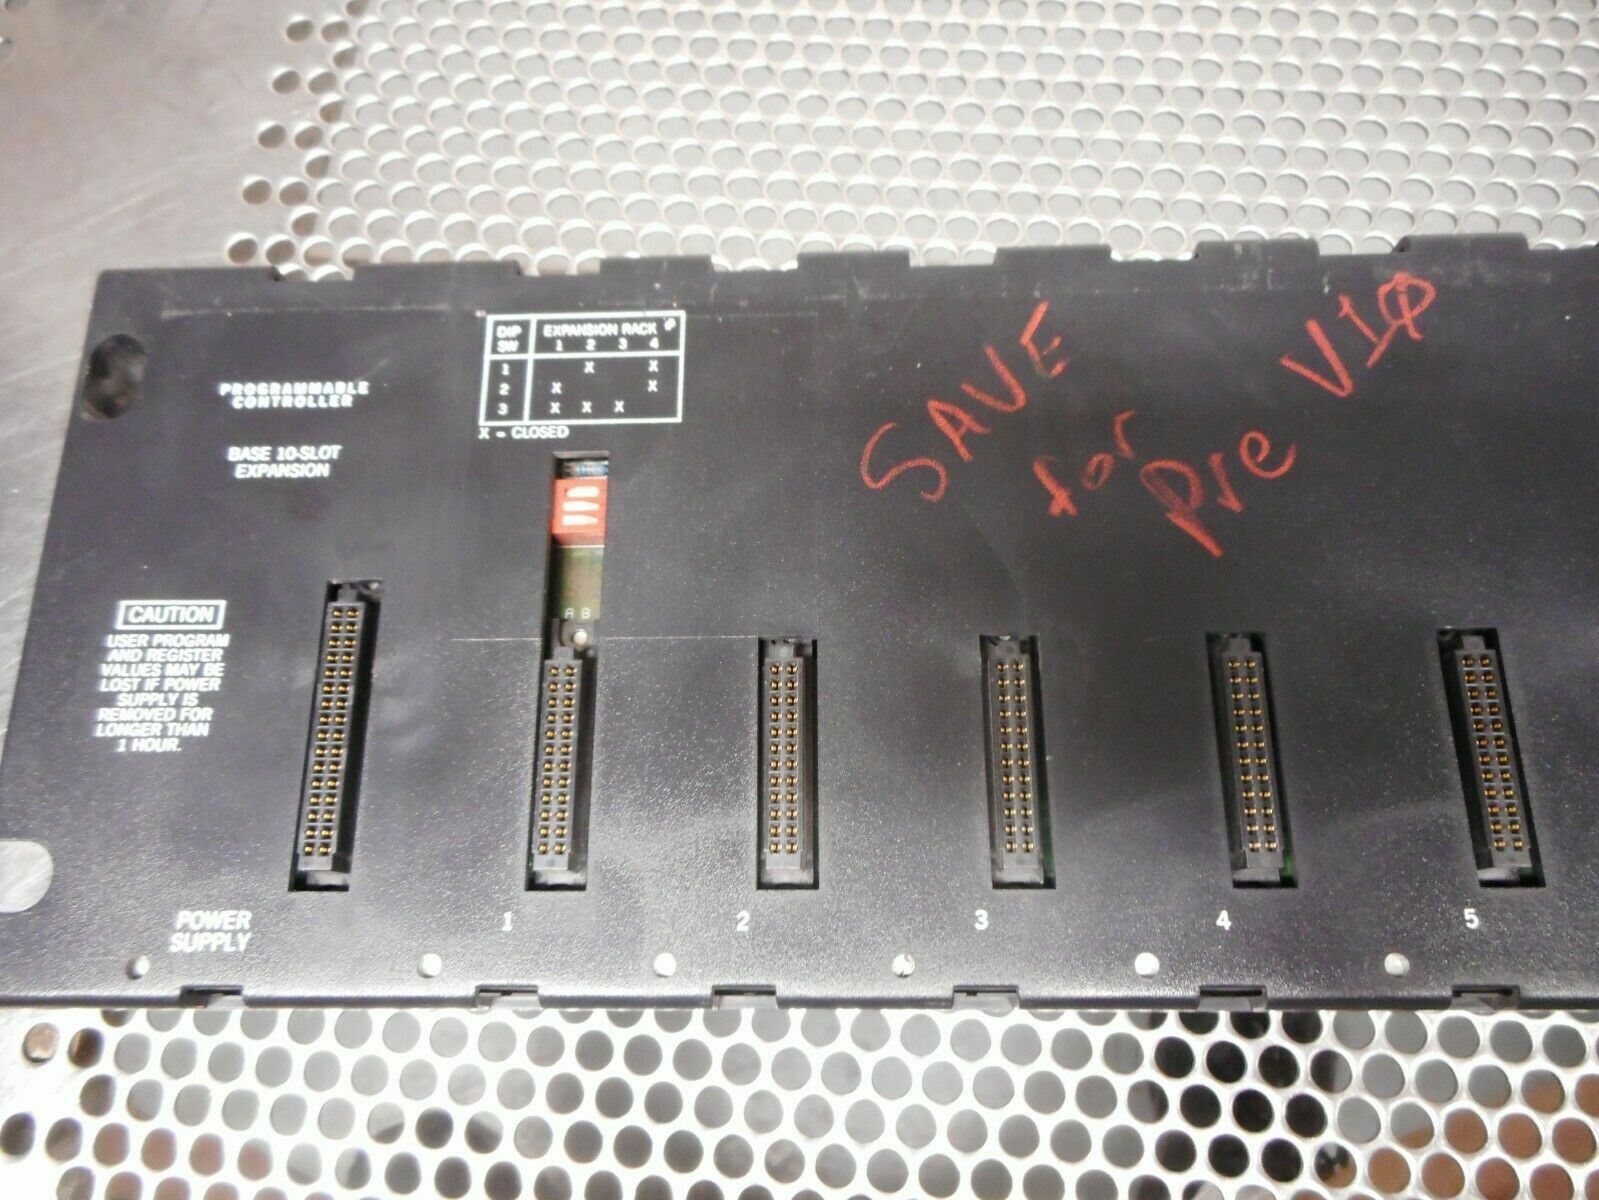 PROGRAMMABLE
CONTROLLER
BASE 10-SLOT
EXPANSION
DIP EXPANSION RACK #
SW 1 2 3 4
1 X X
2 X X
3 X X X
X = CLOSED
SAVE
for
Pre V1φ
A B
CAUTION
USER PROGRAM
AND REGISTER
VALUES MAY BE
LOST IF POWER
SUPPLY IS
REMOVED FOR
LONGER THAN
1 HOUR.
POWER
SUPPLY
1 2 3 4 5